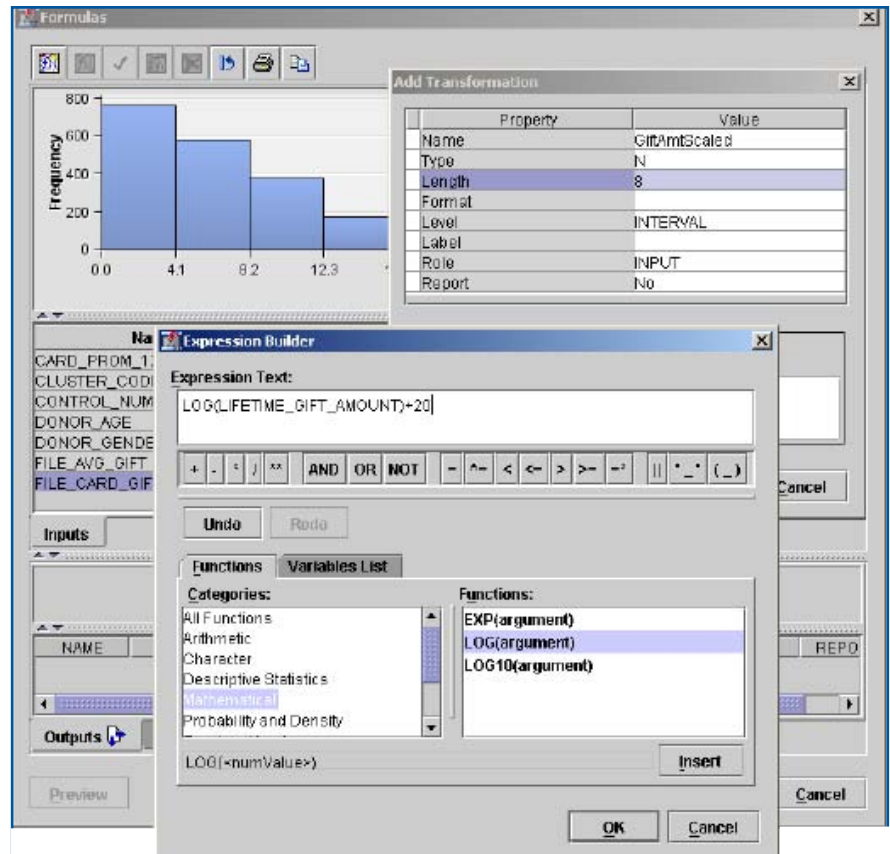 Formulas
Add Transformation
800
600
400
200
0
Frequency
0.0 4.1 8.2 12.3
Property Value
Name GiftAmtScaled
Type N
Length 8
Format
Level INTERVAL
Label
Role INPUT
Report No
Na
CARD_PROM_1
CLUSTER_CODE
CONTROL_NUM
DONOR_AGE
DONOR_GENDE
FILE_AVG_GIFT
FILE_CARD_GIF
Inputs
Cancel
Expression Builder
Expression Text:
LOG(LIFETIME_GIFT_AMOUNT)+20
+ - * / ** AND OR NOT = ^= < <= > >= || (_)
Undo Redo
Functions Variables List
Categories: Functions:
All Functions
Arithmetic
Character
Descriptive Statistics
Mathematical
Probability and Density
EXP(argument)
LOG(argument)
LOG10(argument)
LOG(<numValue>)
Insert
OK Cancel
NAME REPO
Outputs
Preview Cancel